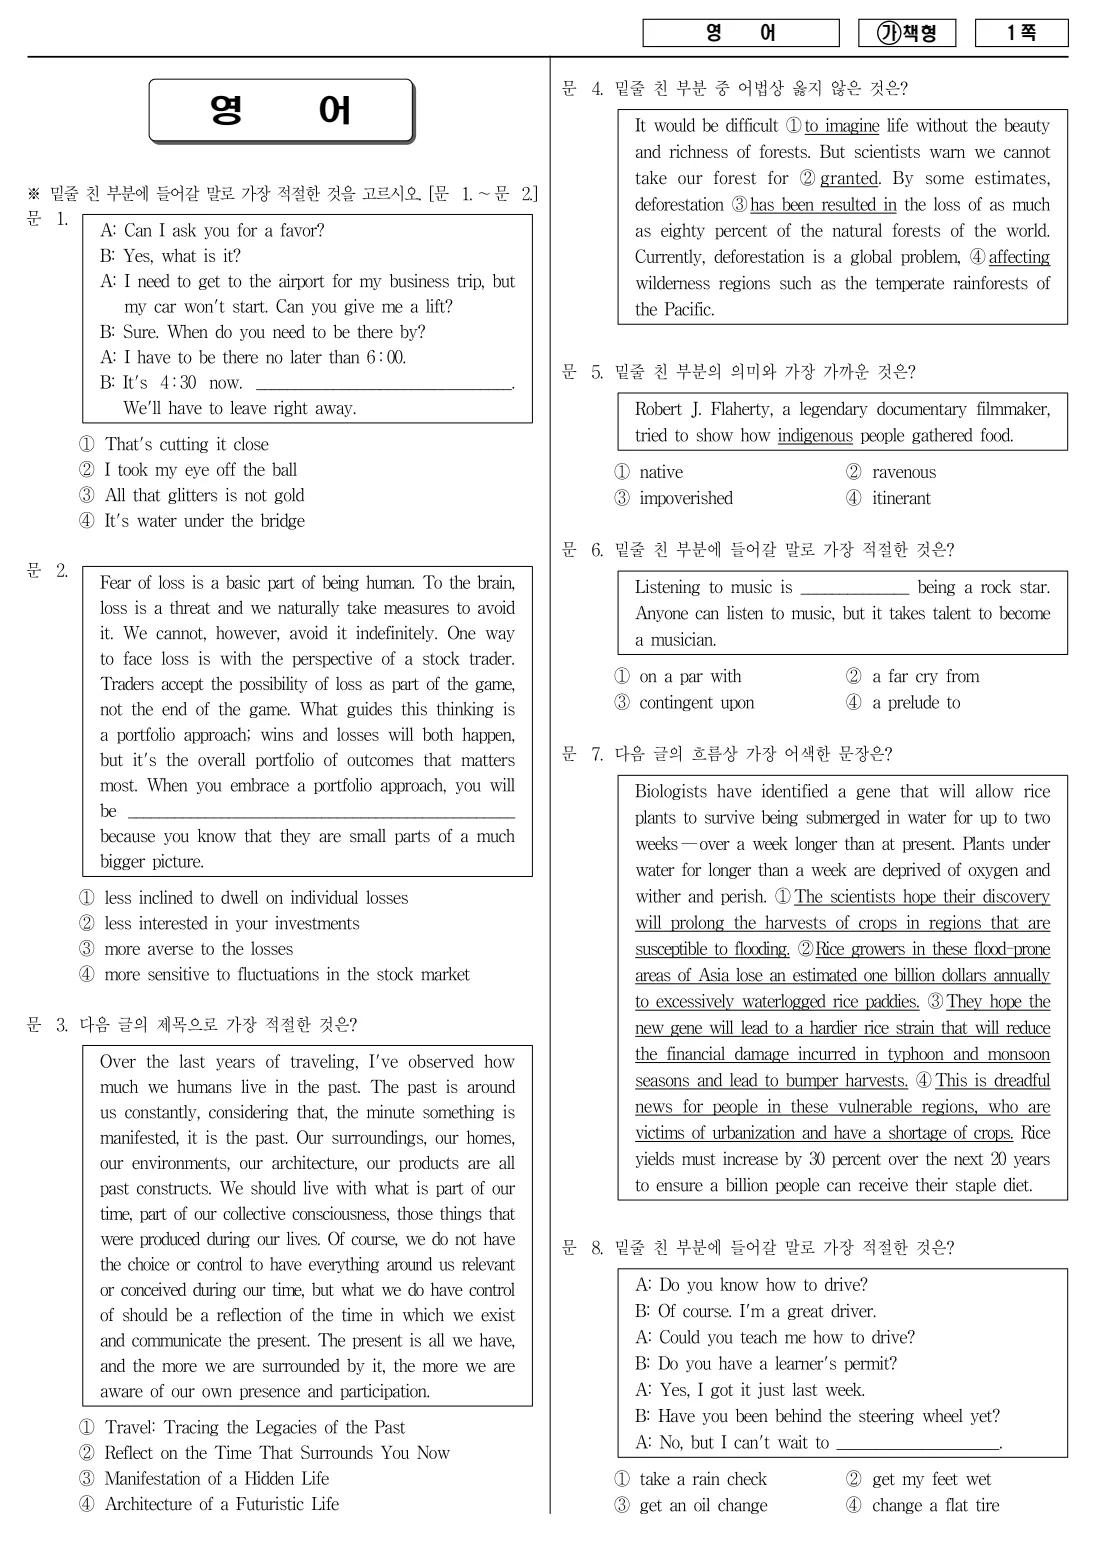 영 어
㉮책형
1쪽
영 어
※ 밑줄 친 부분에 들어갈 말로 가장 적절한 것을 고르시오. [문 1. ~ 문 2.]
문 1.
A: Can I ask you for a favor?
B: Yes, what is it?
A: I need to get to the airport for my business trip, but
my car won't start. Can you give me a lift?
B: Sure. When do you need to be there by?
A: I have to be there no later than 6:00.
B: It's 4:30 now. ______________________________.
We'll have to leave right away.
① That's cutting it close
② I took my eye off the ball
③ All that glitters is not gold
④ It's water under the bridge
문 2.
Fear of loss is a basic part of being human. To the brain,
loss is a threat and we naturally take measures to avoid
it. We cannot, however, avoid it indefinitely. One way
to face loss is with the perspective of a stock trader.
Traders accept the possibility of loss as part of the game,
not the end of the game. What guides this thinking is
a portfolio approach; wins and losses will both happen,
but it's the overall portfolio of outcomes that matters
most. When you embrace a portfolio approach, you will
be ______________________________________________
because you know that they are small parts of a much
bigger picture.
① less inclined to dwell on individual losses
② less interested in your investments
③ more averse to the losses
④ more sensitive to fluctuations in the stock market
문 3. 다음 글의 제목으로 가장 적절한 것은?
Over the last years of traveling, I've observed how
much we humans live in the past. The past is around
us constantly, considering that, the minute something is
manifested, it is the past. Our surroundings, our homes,
our environments, our architecture, our products are all
past constructs. We should live with what is part of our
time, part of our collective consciousness, those things that
were produced during our lives. Of course, we do not have
the choice or control to have everything around us relevant
or conceived during our time, but what we do have control
of should be a reflection of the time in which we exist
and communicate the present. The present is all we have,
and the more we are surrounded by it, the more we are
aware of our own presence and participation.
① Travel: Tracing the Legacies of the Past
② Reflect on the Time That Surrounds You Now
③ Manifestation of a Hidden Life
④ Architecture of a Futuristic Life
문 4. 밑줄 친 부분 중 어법상 옳지 않은 것은?
It would be difficult ① to imagine life without the beauty
and richness of forests. But scientists warn we cannot
take our forest for ② granted. By some estimates,
deforestation ③ has been resulted in the loss of as much
as eighty percent of the natural forests of the world.
Currently, deforestation is a global problem, ④ affecting
wilderness regions such as the temperate rainforests of
the Pacific.
문 5. 밑줄 친 부분의 의미와 가장 가까운 것은?
Robert J. Flaherty, a legendary documentary filmmaker,
tried to show how indigenous people gathered food.
① native ② ravenous
③ impoverished ④ itinerant
문 6. 밑줄 친 부분에 들어갈 말로 가장 적절한 것은?
Listening to music is _____________ being a rock star.
Anyone can listen to music, but it takes talent to become
a musician.
① on a par with ② a far cry from
③ contingent upon ④ a prelude to
문 7. 다음 글의 흐름상 가장 어색한 문장은?
Biologists have identified a gene that will allow rice
plants to survive being submerged in water for up to two
weeks—over a week longer than at present. Plants under
water for longer than a week are deprived of oxygen and
wither and perish. ① The scientists hope their discovery
will prolong the harvests of crops in regions that are
susceptible to flooding. ② Rice growers in these flood-prone
areas of Asia lose an estimated one billion dollars annually
to excessively waterlogged rice paddies. ③ They hope the
new gene will lead to a hardier rice strain that will reduce
the financial damage incurred in typhoon and monsoon
seasons and lead to bumper harvests. ④ This is dreadful
news for people in these vulnerable regions, who are
victims of urbanization and have a shortage of crops. Rice
yields must increase by 30 percent over the next 20 years
to ensure a billion people can receive their staple diet.
문 8. 밑줄 친 부분에 들어갈 말로 가장 적절한 것은?
A: Do you know how to drive?
B: Of course. I'm a great driver.
A: Could you teach me how to drive?
B: Do you have a learner's permit?
A: Yes, I got it just last week.
B: Have you been behind the steering wheel yet?
A: No, but I can't wait to ___________________.
① take a rain check ② get my feet wet
③ get an oil change ④ change a flat tire